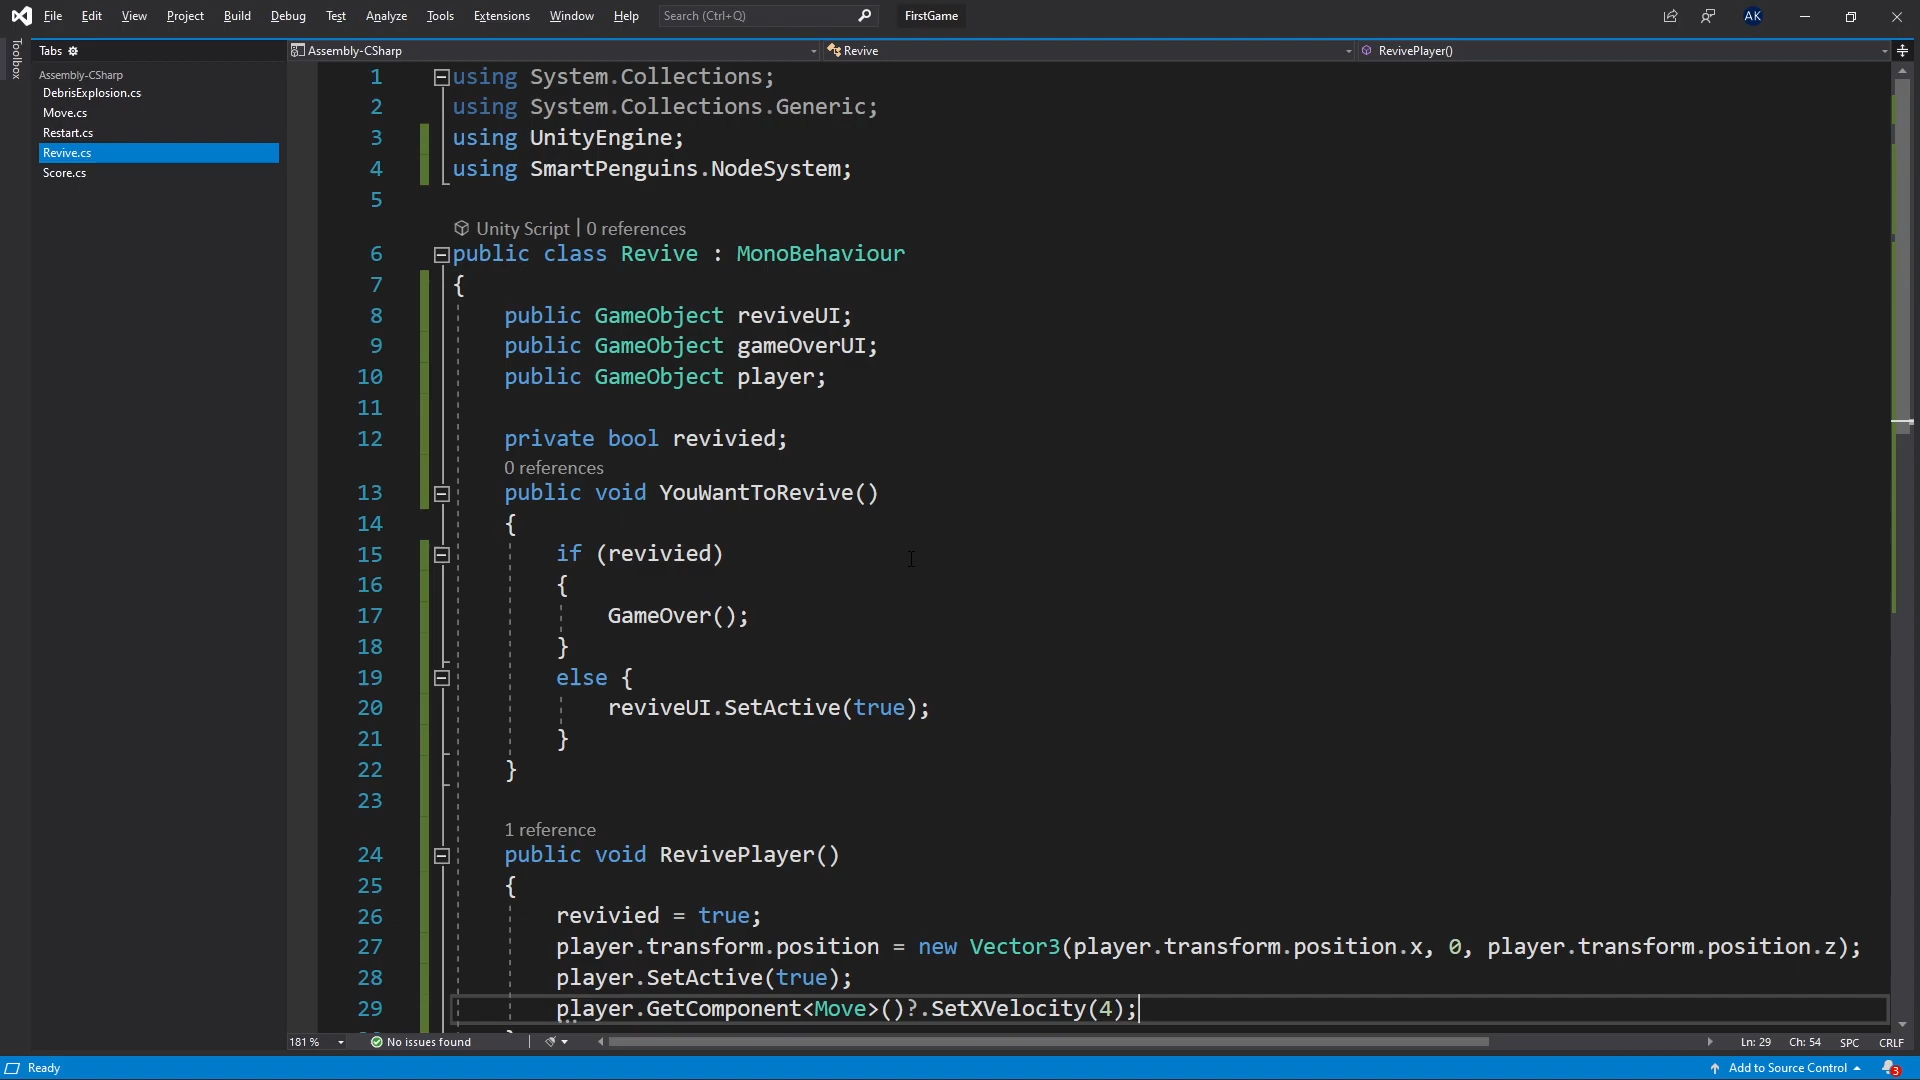 File Edit View Project Build Debug Test Analyze Tools Extensions Window Help Search (Ctrl+Q) FirstGame AK
Toolbox
Tabs
Assembly-CSharp
DebrisExplosion.cs
Move.cs
Restart.cs
Revive.cs
Score.cs
Assembly-CSharp Revive RevivePlayer()
1 using System.Collections;
2 using System.Collections.Generic;
3 using UnityEngine;
4 using SmartPenguins.NodeSystem;
5
Unity Script | 0 references
6 public class Revive : MonoBehaviour
7 {
8 public GameObject reviveUI;
9 public GameObject gameOverUI;
10 public GameObject player;
11
12 private bool revivied;
0 references
13 public void YouWantToRevive()
14 {
15 if (revivied)
16 {
17 GameOver();
18 }
19 else {
20 reviveUI.SetActive(true);
21 }
22 }
23
1 reference
24 public void RevivePlayer()
25 {
26 revivied = true;
27 player.transform.position = new Vector3(player.transform.position.x, 0, player.transform.position.z);
28 player.SetActive(true);
29 player.GetComponent<Move>()?.SetXVelocity(4);
181 % No issues found Ln: 29 Ch: 54 SPC CRLF
Ready Add to Source Control 3